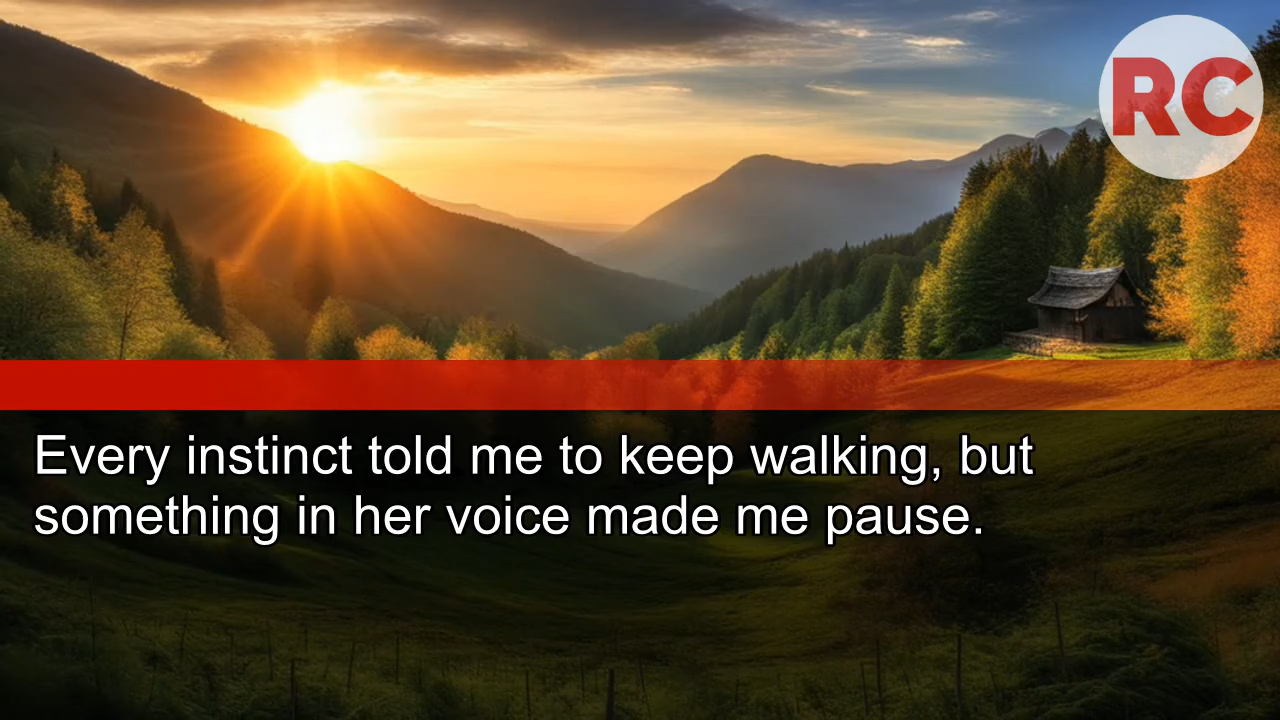 RC
Every instinct told me to keep walking, but
something in her voice made me pause.